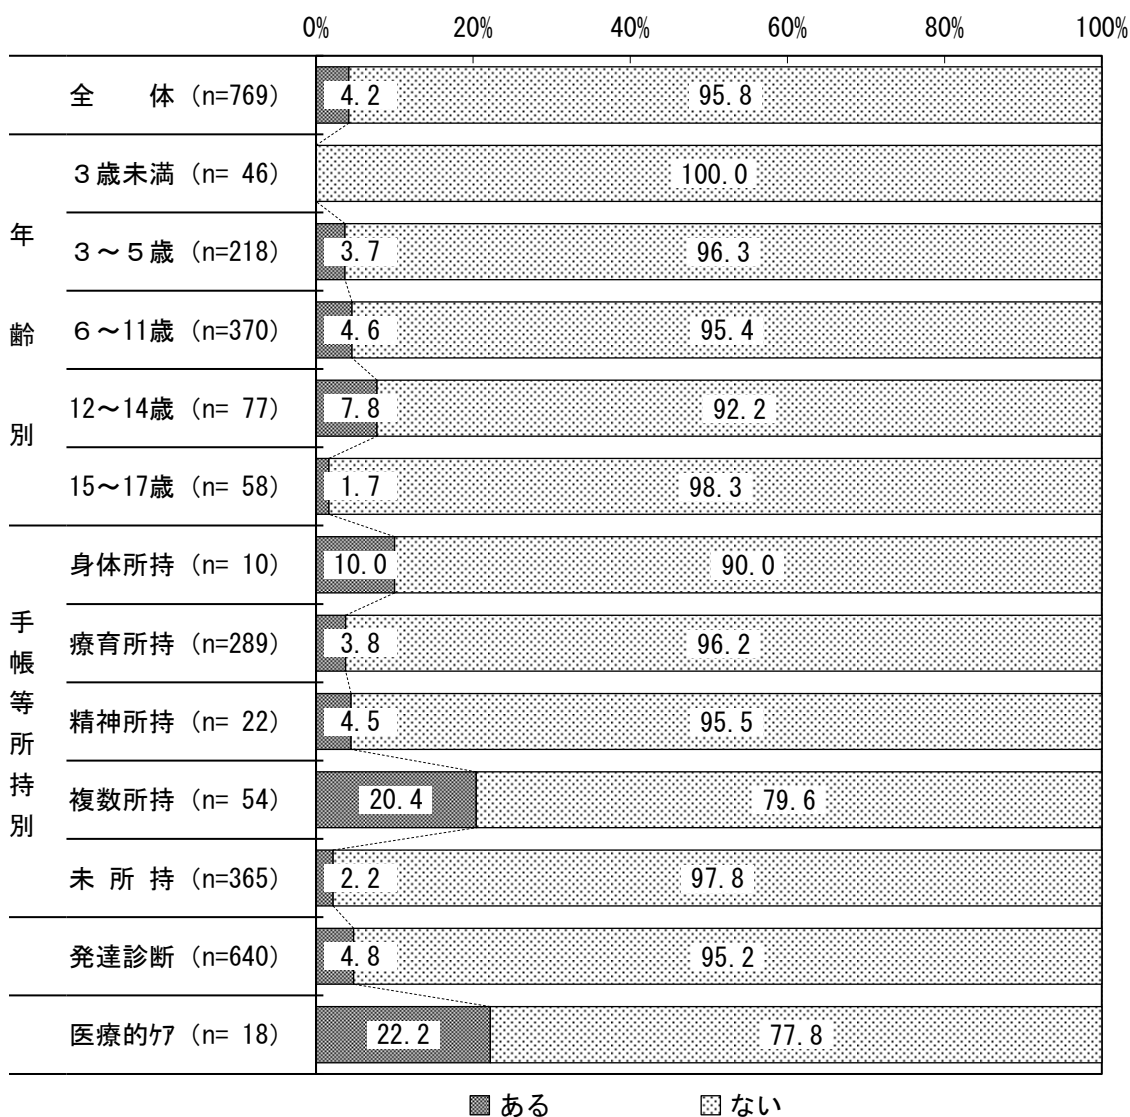 0% 20% 40% 60% 80% 100%
全　　体 (n=769) 4.2 95.8
年齢別
３歳未満 (n= 46) 100.0
３～５歳 (n=218) 3.7 96.3
６～11歳 (n=370) 4.6 95.4
12～14歳 (n= 77) 7.8 92.2
15～17歳 (n= 58) 1.7 98.3
手帳等所持別
身体所持 (n= 10) 10.0 90.0
療育所持 (n=289) 3.8 96.2
精神所持 (n= 22) 4.5 95.5
複数所持 (n= 54) 20.4 79.6
未 所 持 (n=365) 2.2 97.8
発達診断 (n=640) 4.8 95.2
医療的ｹｱ (n= 18) 22.2 77.8
ある ない